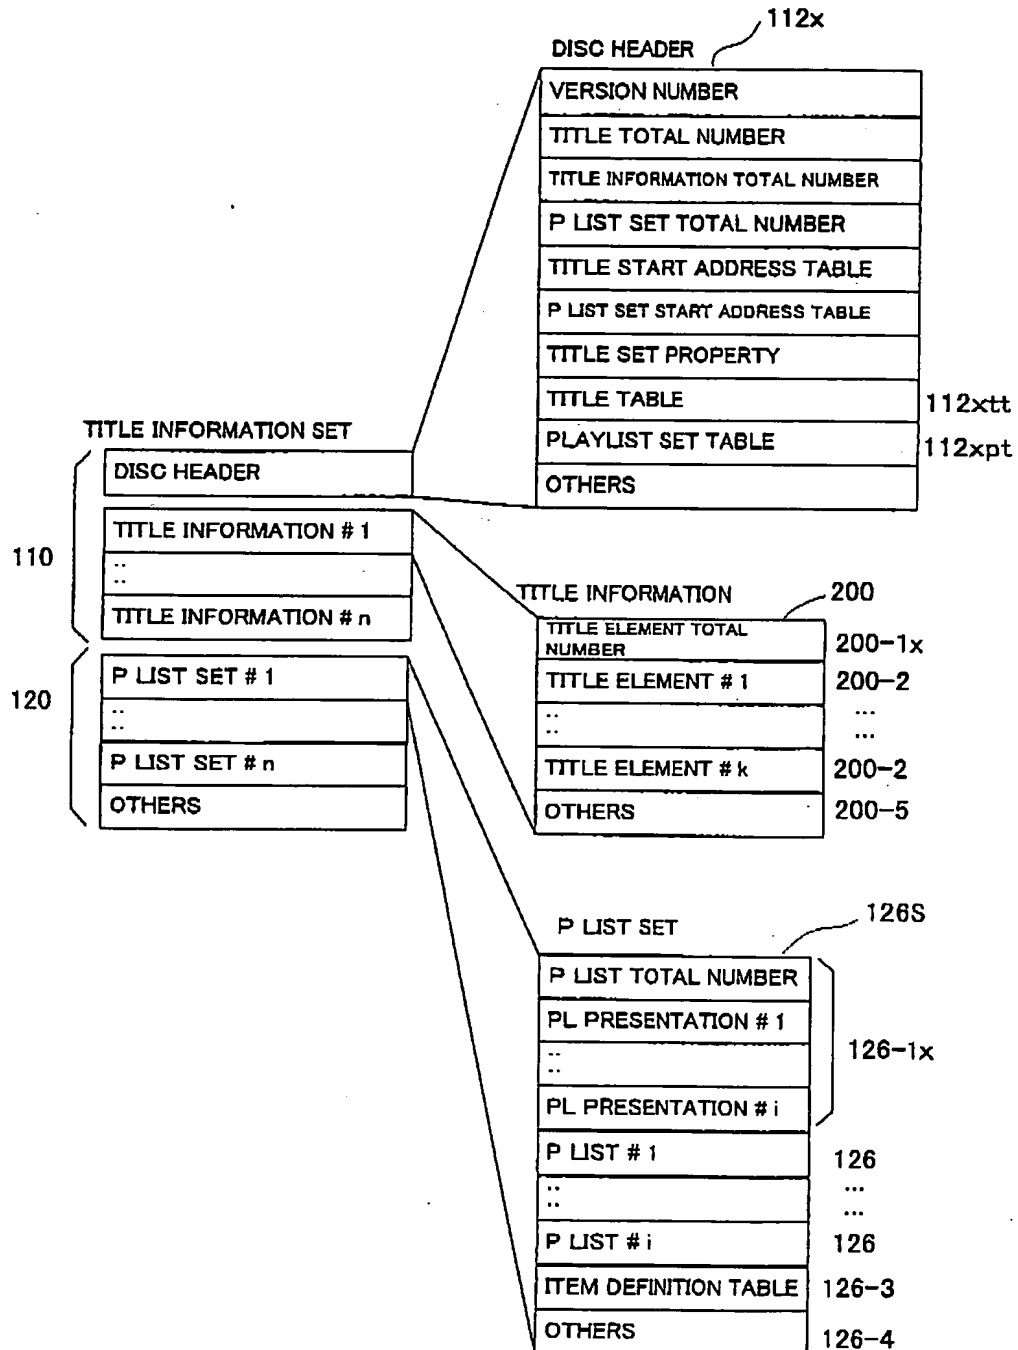 112x
DISC HEADER
VERSION NUMBER
TITLE TOTAL NUMBER
TITLE INFORMATION TOTAL NUMBER
P LIST SET TOTAL NUMBER
TITLE START ADDRESS TABLE
P LIST SET START ADDRESS TABLE
TITLE SET PROPERTY
TITLE TABLE
112xtt
PLAYLIST SET TABLE
112xpt
OTHERS
TITLE INFORMATION SET
DISC HEADER
TITLE INFORMATION # 1
::
TITLE INFORMATION # n
110
P LIST SET # 1
::
P LIST SET # n
OTHERS
120
TITLE INFORMATION
200
TITLE ELEMENT TOTAL
NUMBER
200-1x
TITLE ELEMENT # 1
200-2
::
...
...
TITLE ELEMENT # k
200-2
OTHERS
200-5
P LIST SET
126S
P LIST TOTAL NUMBER
PL PRESENTATION # 1
::
PL PRESENTATION # i
126-1x
P LIST # 1
126
::
...
...
P LIST # i
126
ITEM DEFINITION TABLE
126-3
OTHERS
126-4